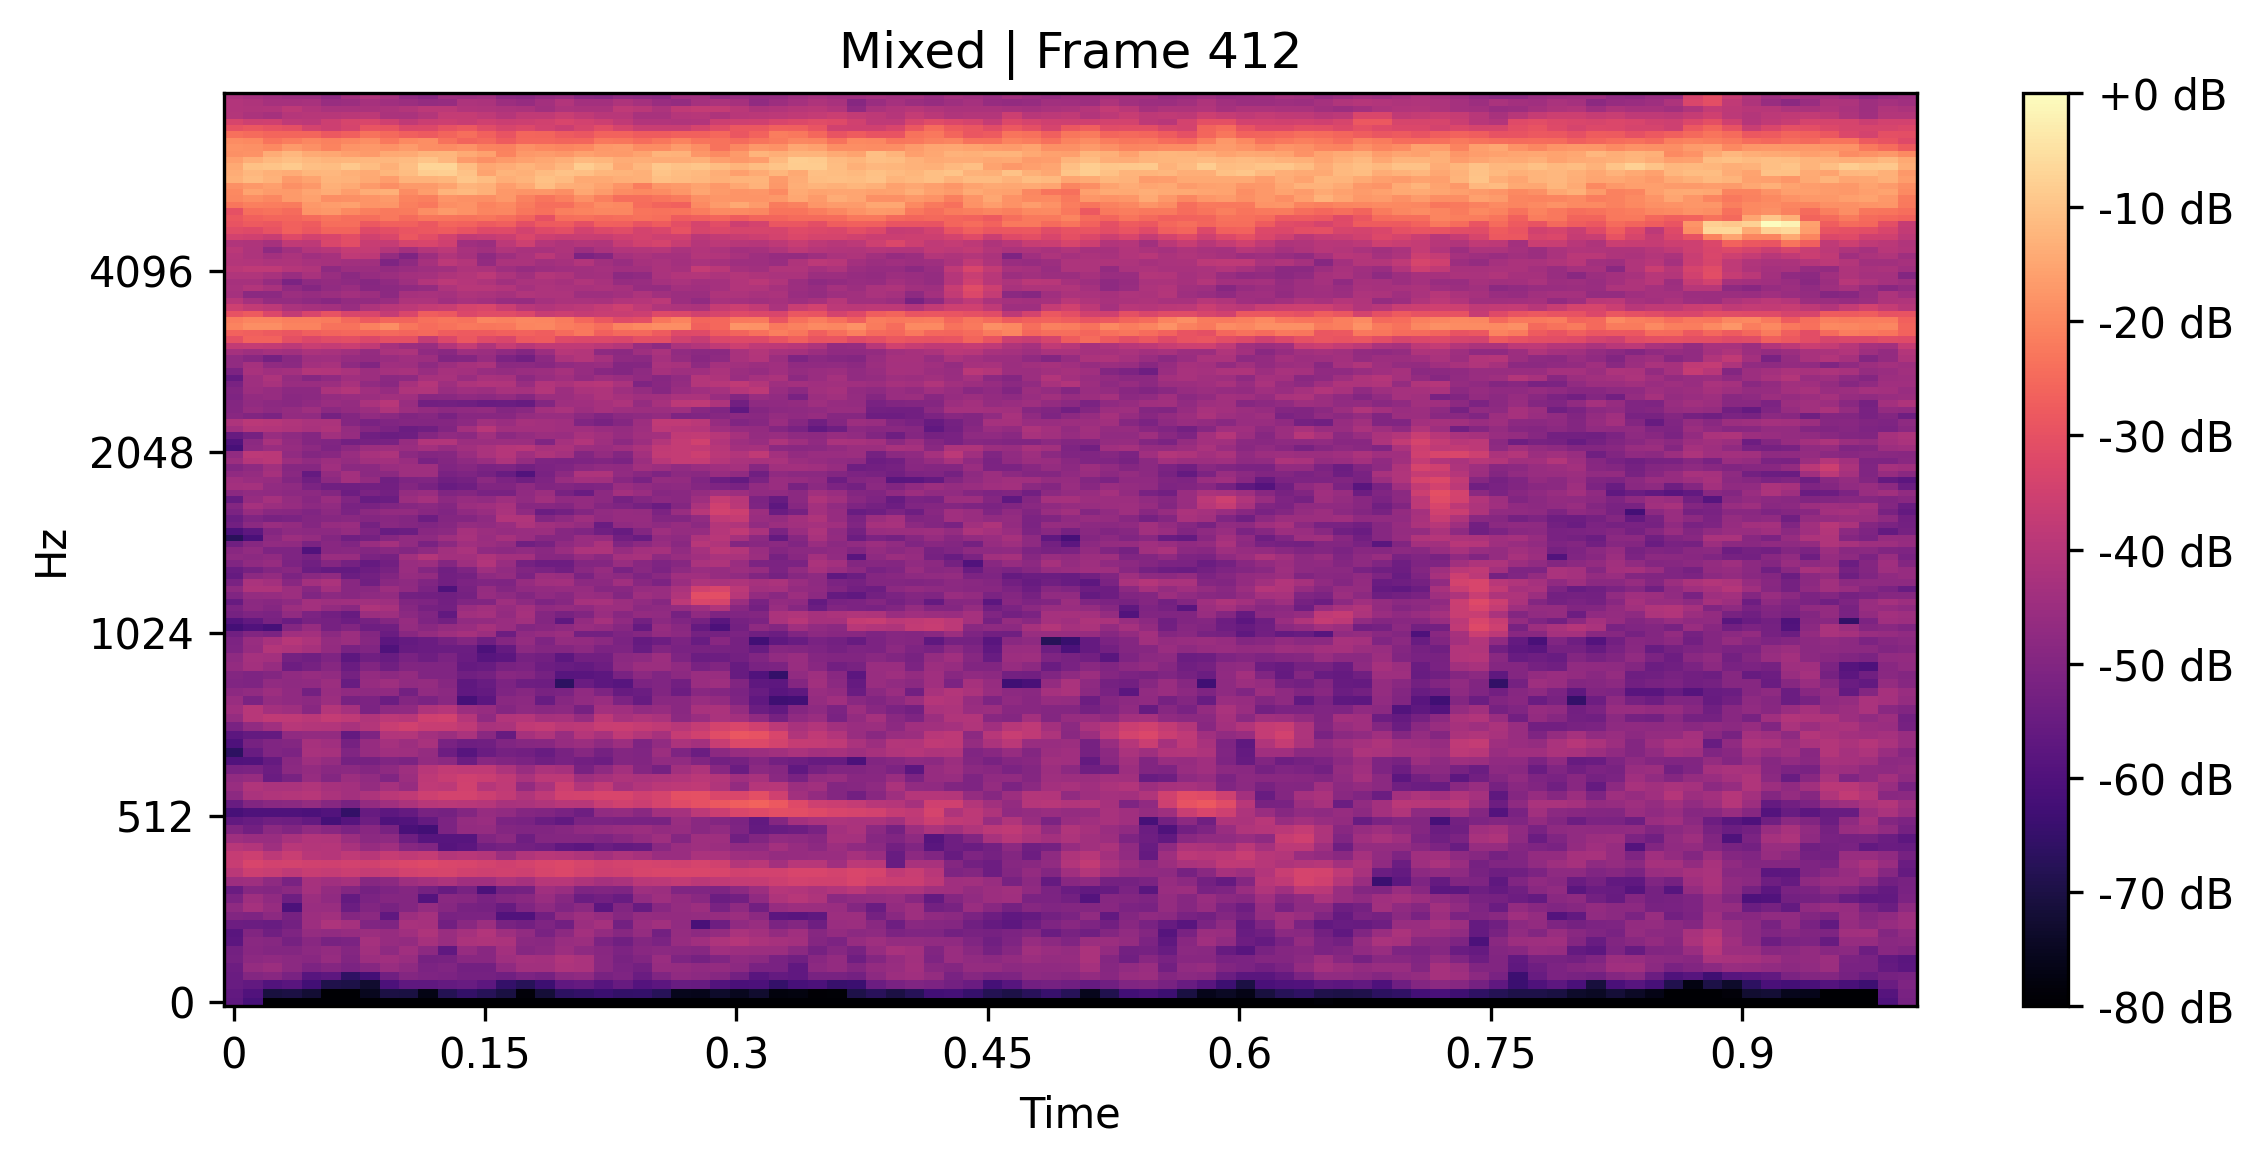 Mixed | Frame 412
+0 dB
-10 dB
-20 dB
-30 dB
-40 dB
-50 dB
-60 dB
-70 dB
-80 dB
Hz
4096
2048
1024
512
0
0 0.15 0.3 0.45 0.6 0.75 0.9
Time